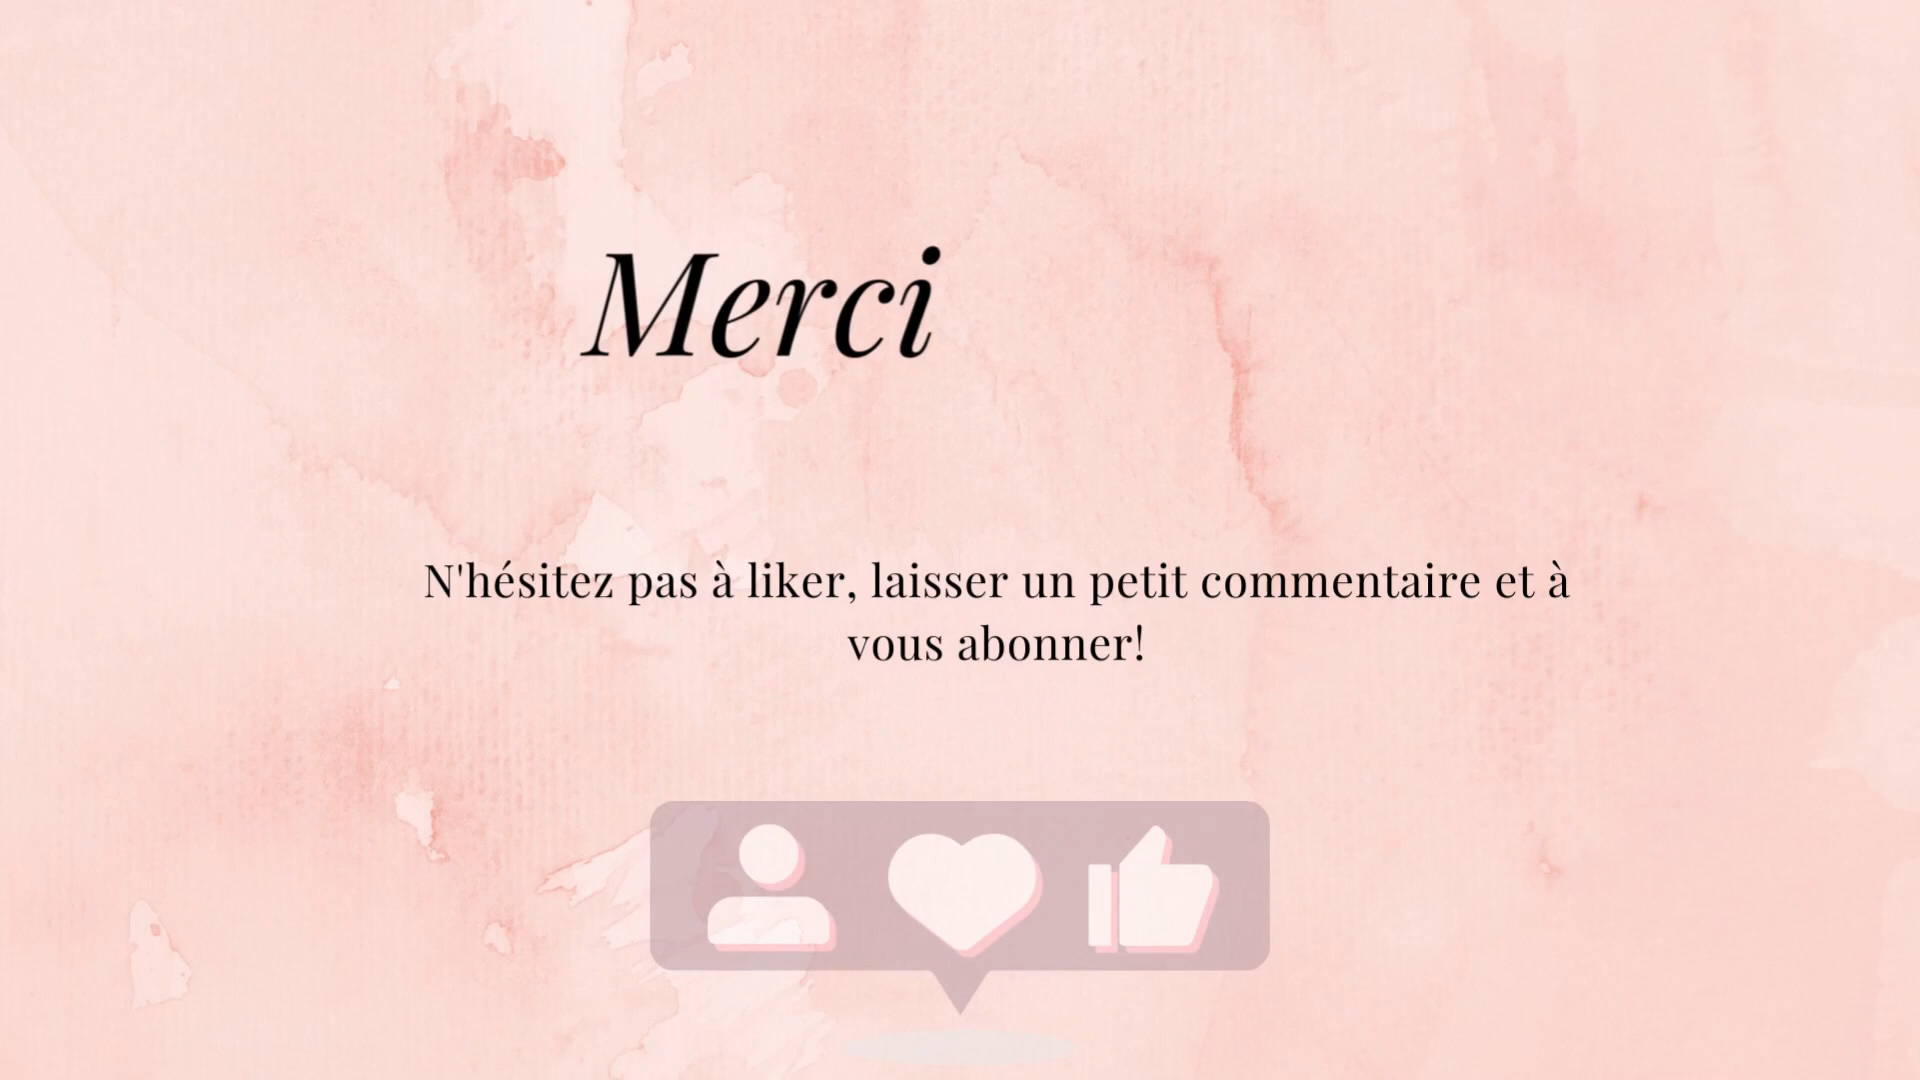 Merci
N'hésitez pas à liker, laisser un petit commentaire et à
vous abonner!